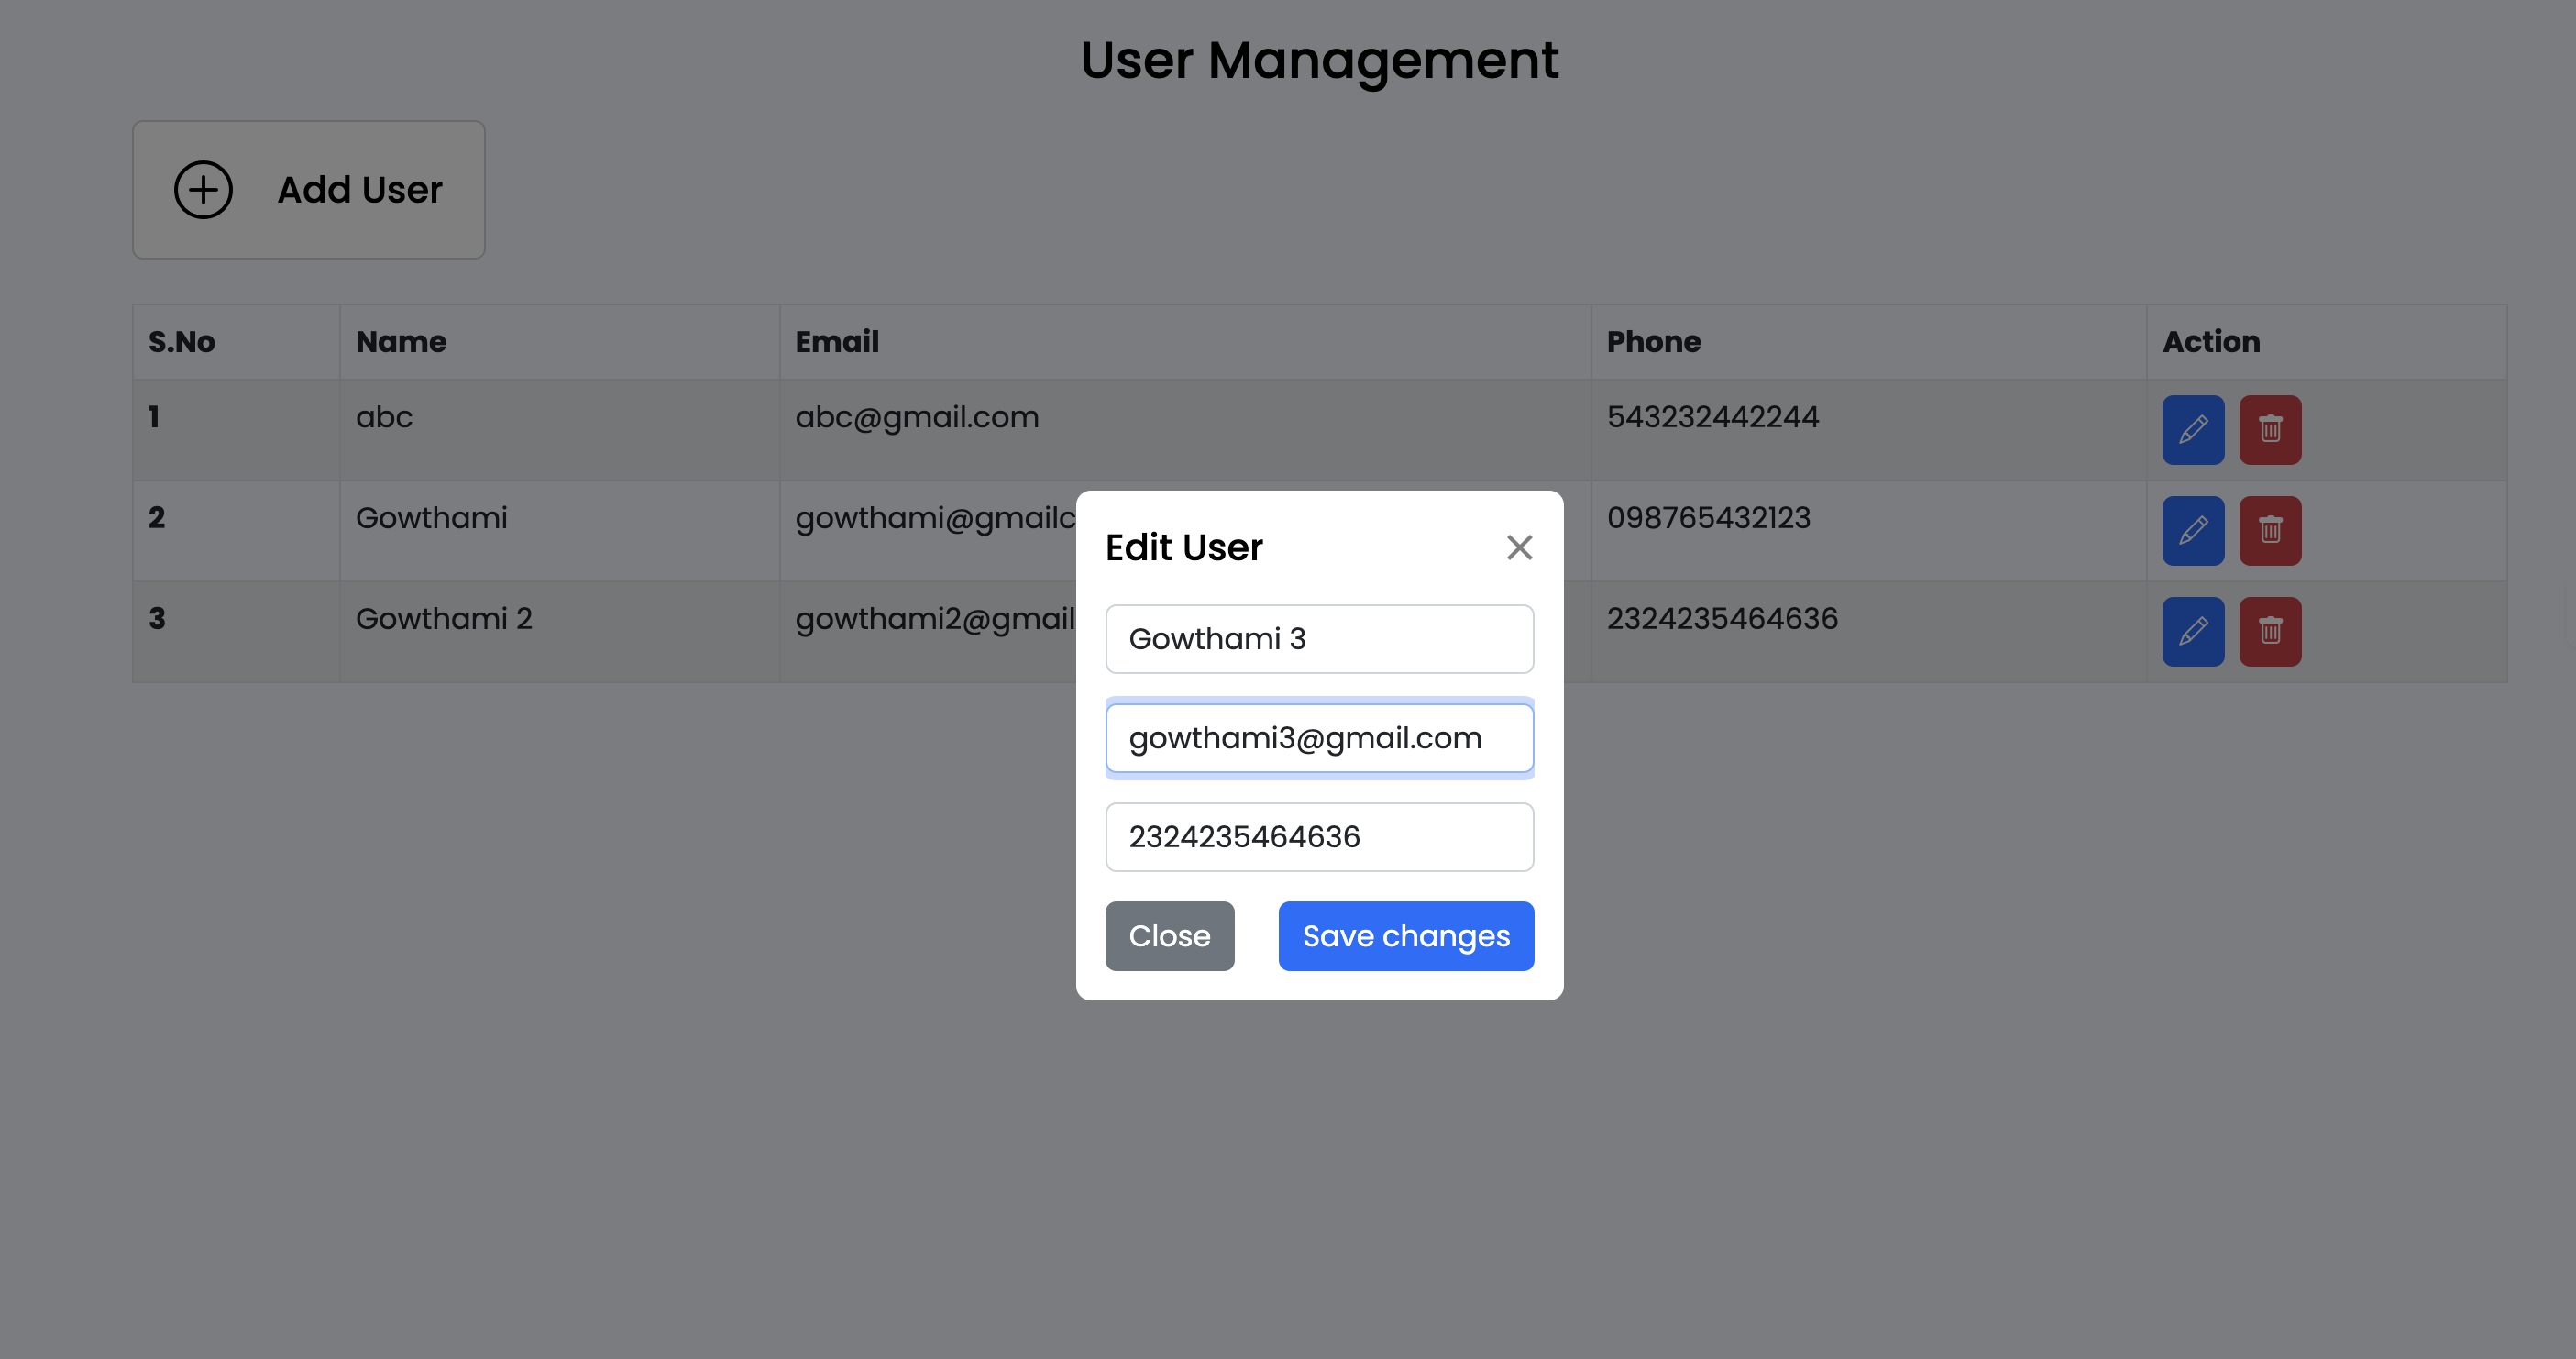 User Management
Add User
S.No Name Email Phone Action
1 abc abc@gmail.com 543232442244
2 Gowthami gowthami@gmailc 098765432123
3 Gowthami 2 gowthami2@gmail 2324235464636
Edit User
Gowthami 3
gowthami3@gmail.com
2324235464636
Close Save changes